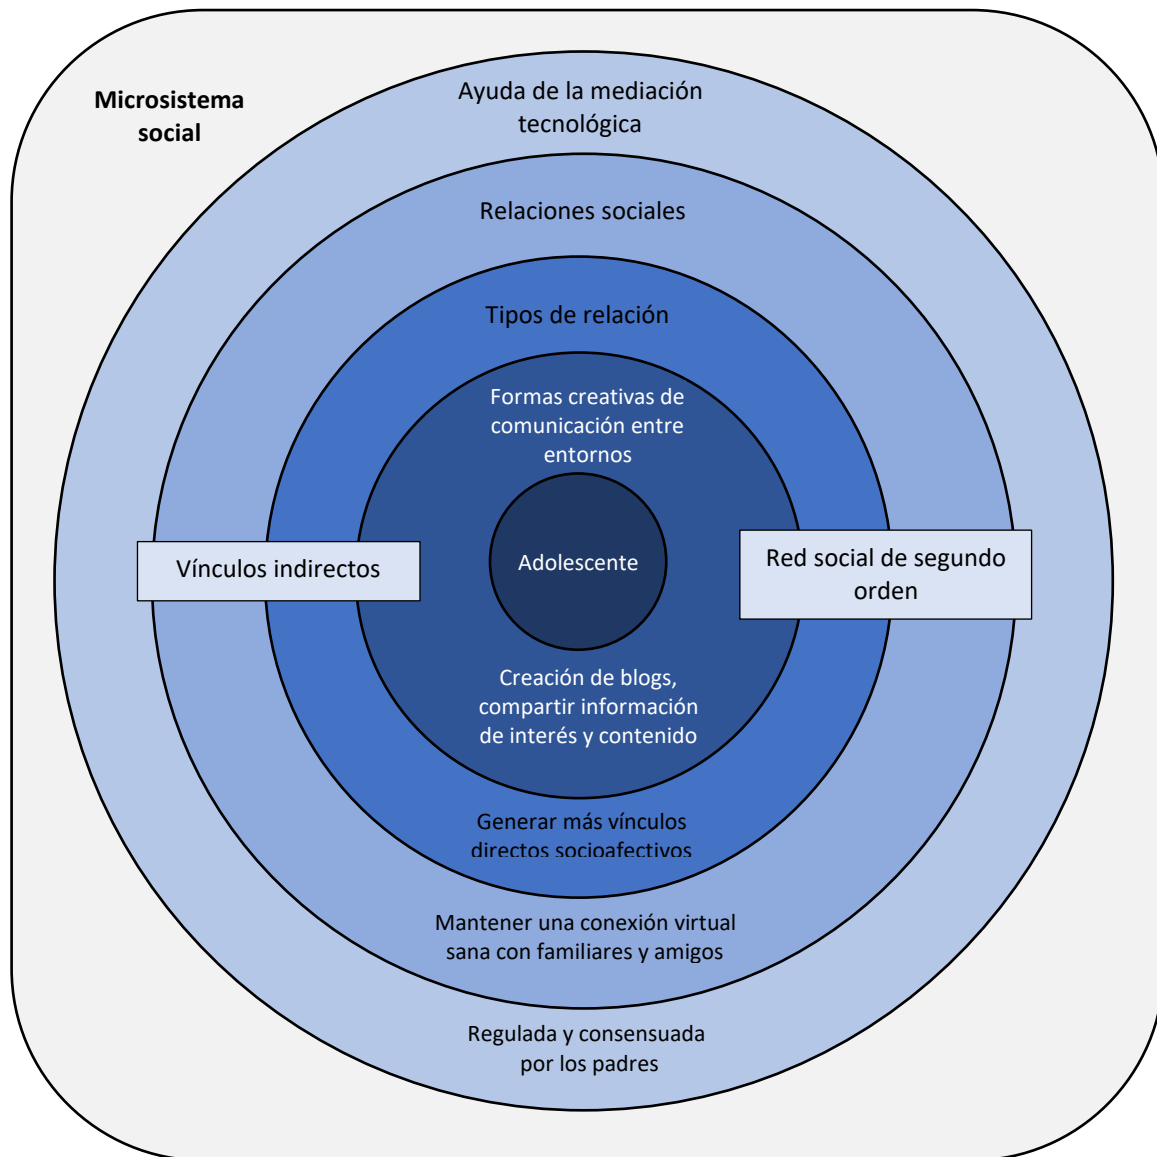 Microsistema
social
Ayuda de la mediación
tecnológica
Relaciones sociales
Tipos de relación
Formas creativas de
comunicación entre
entornos
Vínculos indirectos
Adolescente
Red social de segundo
orden
Creación de blogs,
compartir información
de interés y contenido
Generar más vínculos
directos socioafectivos
Mantener una conexión virtual
sana con familiares y amigos
Regulada y consensuada
por los padres